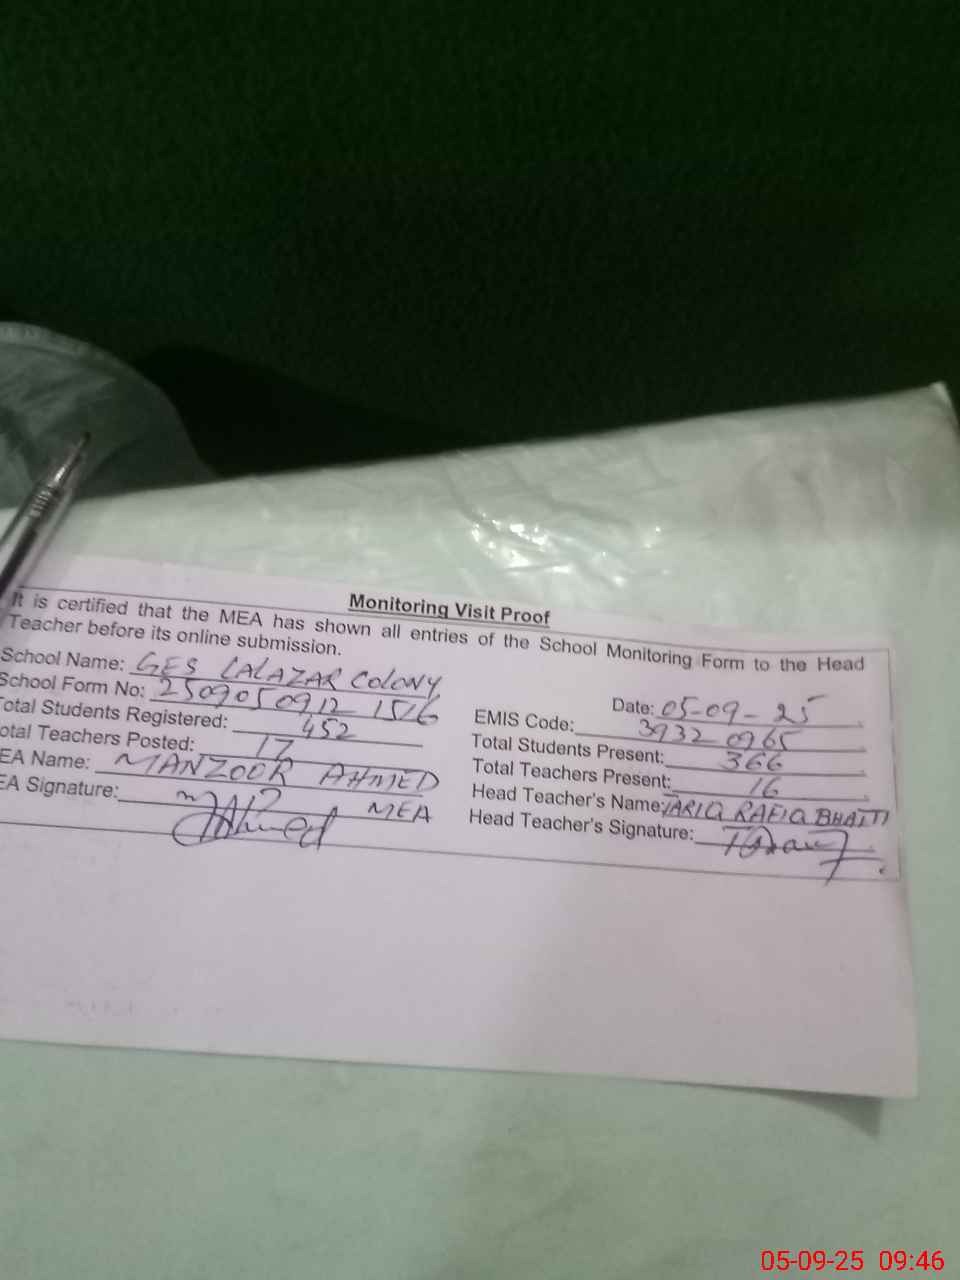 Monitoring Visit Proof
It is certified that the MEA has shown all entries of the School Monitoring Form to the Head
Teacher before its online submission.
School Name: GES LALAZAR COLONY
Date: 05-09-25
School Form No: 250905 0912 1516
EMIS Code: 3932 0965
Total Students Registered: 452
Total Students Present: 366
otal Teachers Posted: 17
Total Teachers Present: 16
EA Name: MANZOOR AHMED
Head Teacher's Name: TARIQ RAFIQ BHATTI
EA Signature: MEA
Head Teacher's Signature:
05-09-25 09:46